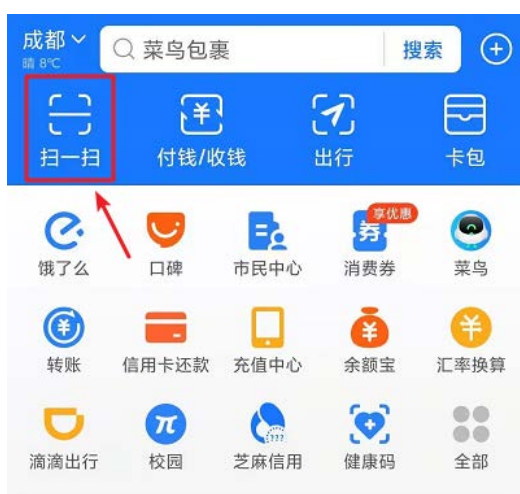 成都
晴 8℃
菜鸟包裹
搜索
扫一扫
付钱/收钱
出行
卡包
饿了么
口碑
市民中心
享优惠
券
消费券
菜鸟
转账
信用卡还款
充值中心
余额宝
汇率换算
滴滴出行
π
校园
???
芝麻信用
健康码
全部